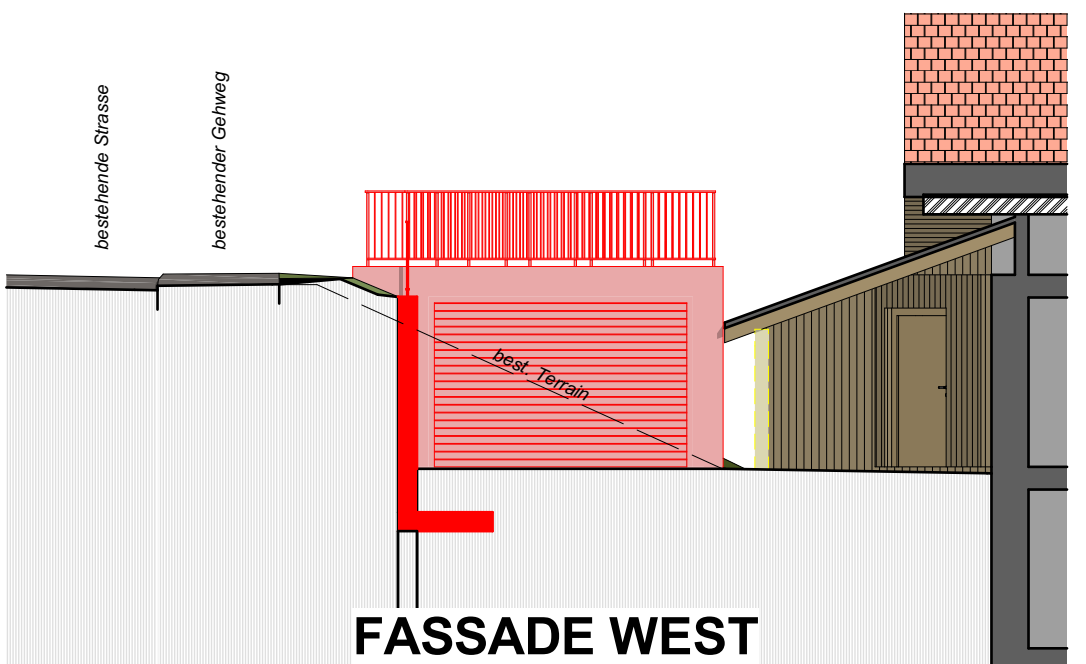 bestehende Strasse
bestehender Gehweg
best. Terrain
FASSADE WEST